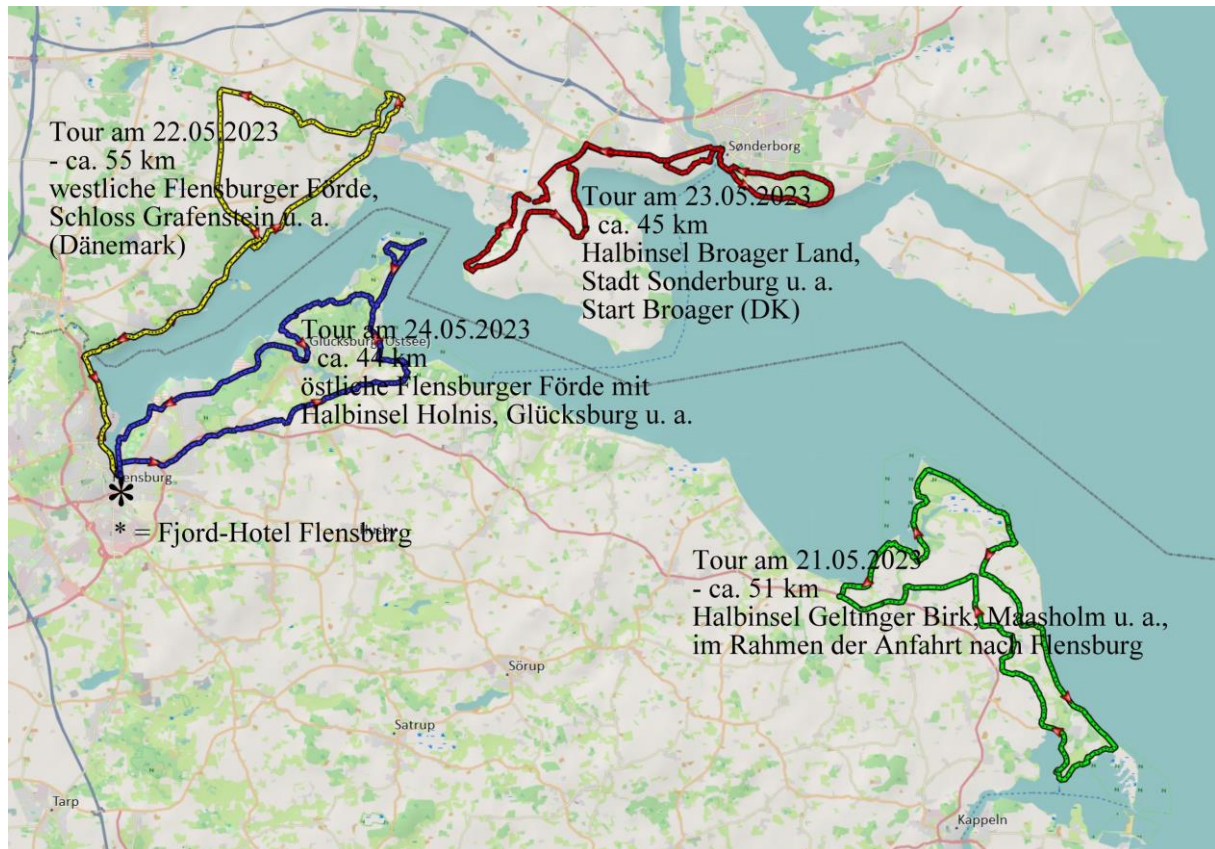 Tour am 22.05.2023
- ca. 55 km
westliche Flensburger Förde,
Schloss Grafenstein u. a.
(Dänemark)
Sønderborg
Tour am 23.05.2023
- ca. 45 km
Halbinsel Broager Land,
Stadt Sonderburg u. a.
Start Broager (DK)
Tour am 24.05.2023
Glücksburg (Ostsee)
- ca. 44 km
östliche Flensburger Förde mit
Halbinsel Holnis, Glücksburg u. a.
Flensburg
*
* = Fjord-Hotel Flensburg
Husby
Tour am 21.05.2023
- ca. 51 km
Halbinsel Geltinger Birk, Maasholm u. a.,
im Rahmen der Anfahrt nach Flensburg
Sörup
Satrup
Tarp
Kappeln